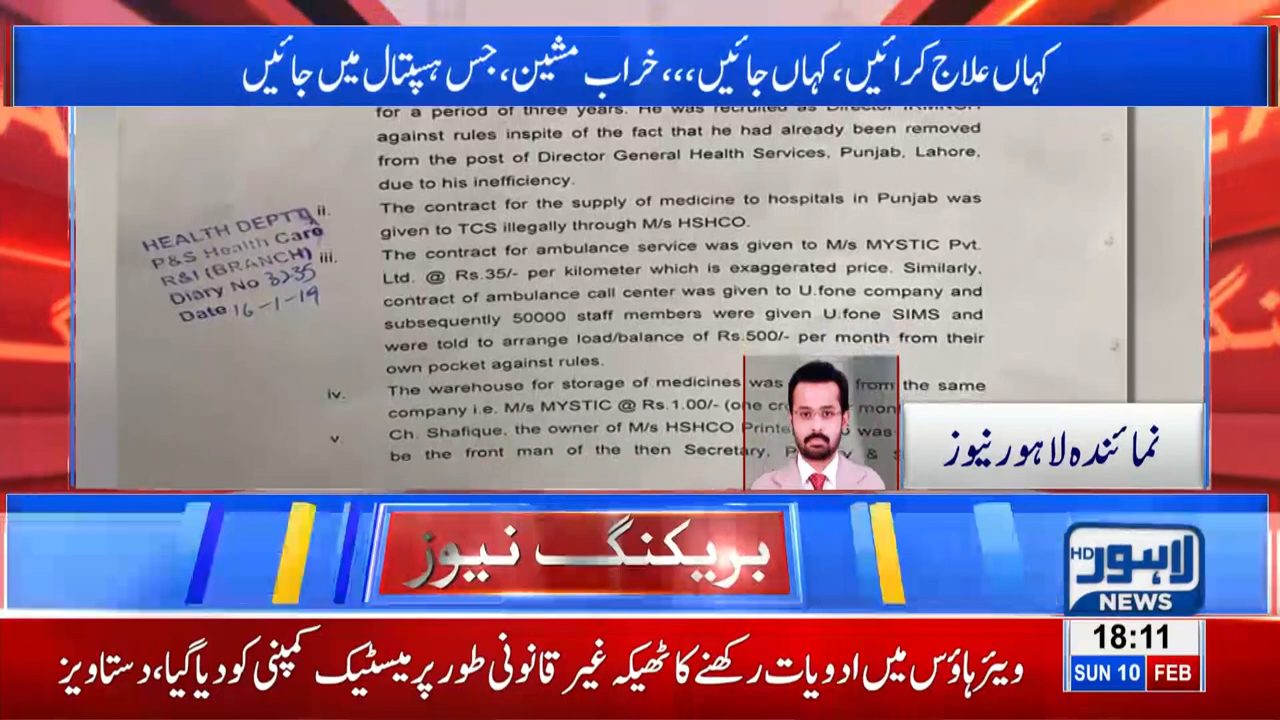 کہاں علاج کرائیں، کہاں جائیں،،، خراب مشین، جس ہسپتال میں جائیں
for a period of three years. He was recruited as Director IRMNCH
against rules inspite of the fact that he had already been removed
from the post of Director General Health Services, Punjab, Lahore,
due to his inefficiency.
ii. The contract for the supply of medicine to hospitals in Punjab was
given to TCS illegally through M/s HSHCO.
iii. The contract for ambulance service was given to M/s MYSTIC Pvt.
Ltd. @ Rs.35/- per kilometer which is exaggerated price. Similarly,
contract of ambulance call center was given to U.fone company and
subsequently 50000 staff members were given U.fone SIMS and
were told to arrange load/balance of Rs.500/- per month from their
own pocket against rules.
iv. The warehouse for storage of medicines was from the same
company i.e. M/s MYSTIC @ Rs.1.00/- (one
v. Ch. Shafique, the owner of M/s HSHCO was
be the front man of the then Secretary, &
HEALTH DEPTT
P&S Health Care
R&I (BRANCH)
Diary No 3235
Date 16-1-19
نمائندہ لاہور نیوز
بریکنگ نیوز
لاہور
HD
NEWS
18:11
SUN 10 FEB
ویئر ہاؤس میں ادویات رکھنے کا ٹھیکہ غیر قانونی طور پر میسٹیک کمپنی کو دیا گیا، دستاویز